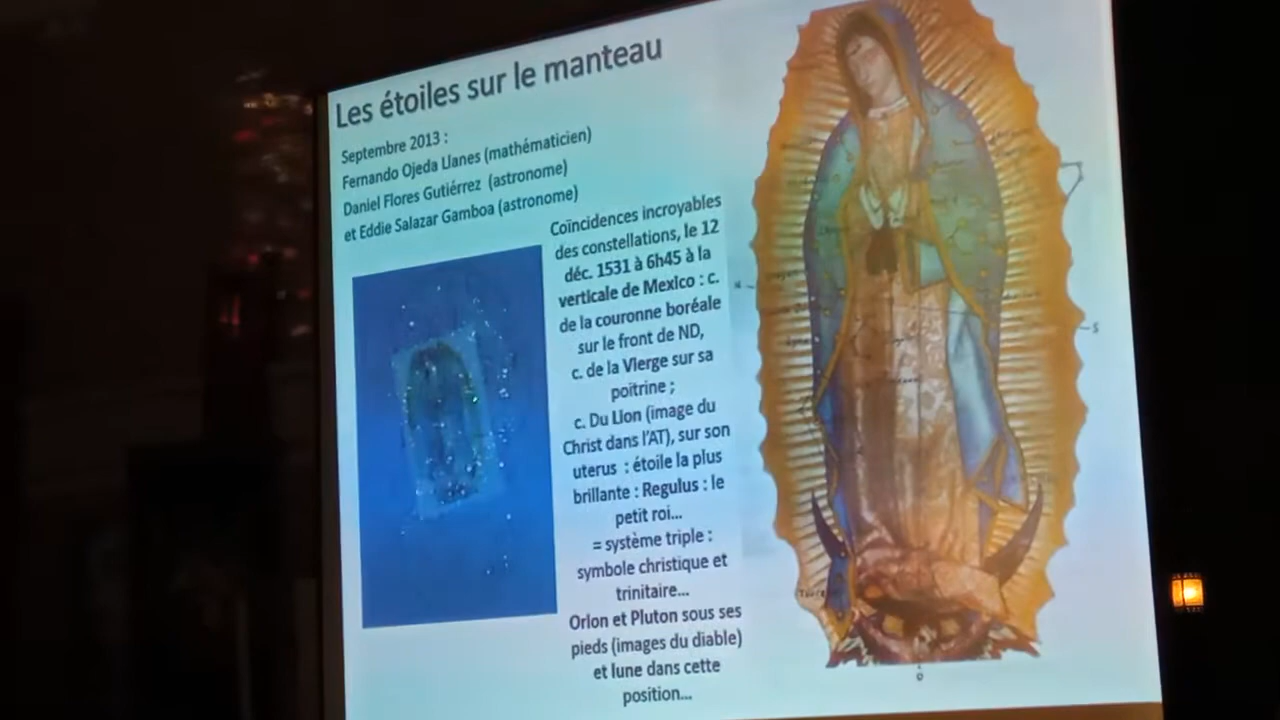 Les étoiles sur le manteau
Septembre 2013 :
Fernando Ojeda Llanes (mathématicien)
Daniel Flores Gutiérrez (astronome)
et Eddie Salazar Gamboa (astronome)
Coïncidences incroyables
des constellations, le 12
déc. 1531 à 6h45 à la
verticale de Mexico : c.
de la couronne boréale
sur le front de ND,
c. de la Vierge sur sa
poitrine ;
c. Du Lion (image du
Christ dans l'AT), sur son
uterus : étoile la plus
brillante : Regulus : le
petit roi...
= système triple :
symbole christique et
trinitaire...
Orion et Pluton sous ses
pieds (images du diable)
et lune dans cette
position...
S